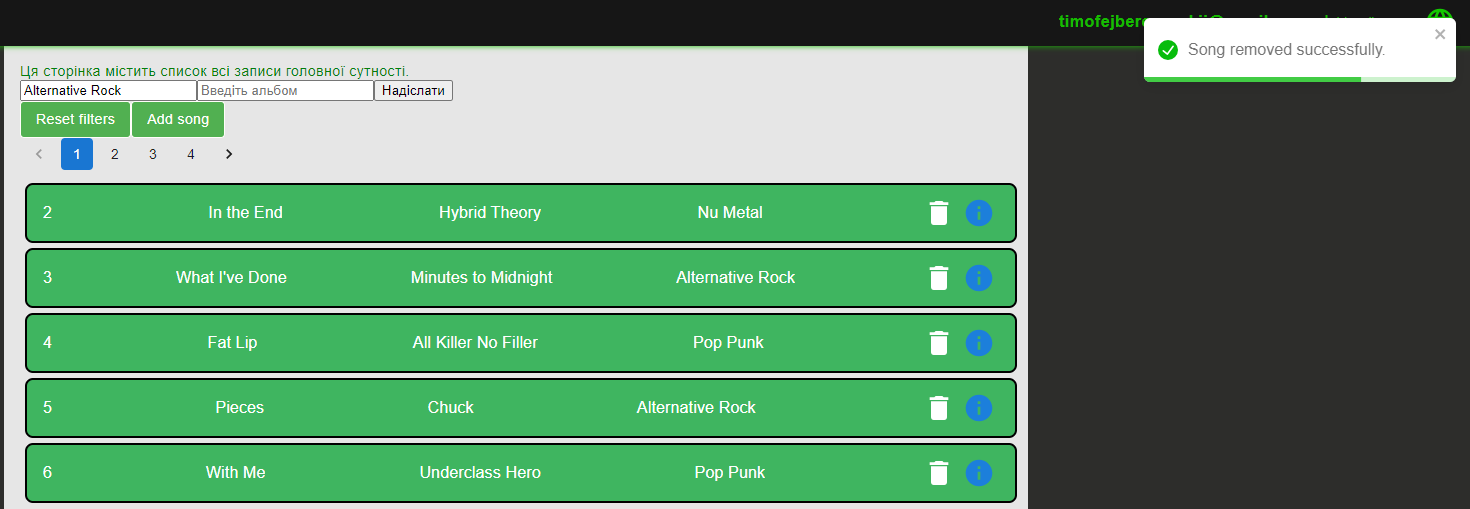 Song removed successfully.
Ця сторінка містить список всі записи головної сутності.
Alternative Rock Введіть альбом Надіслати
Reset filters Add song
1 2 3 4
2 In the End Hybrid Theory Nu Metal
3 What I've Done Minutes to Midnight Alternative Rock
4 Fat Lip All Killer No Filler Pop Punk
5 Pieces Chuck Alternative Rock
6 With Me Underclass Hero Pop Punk